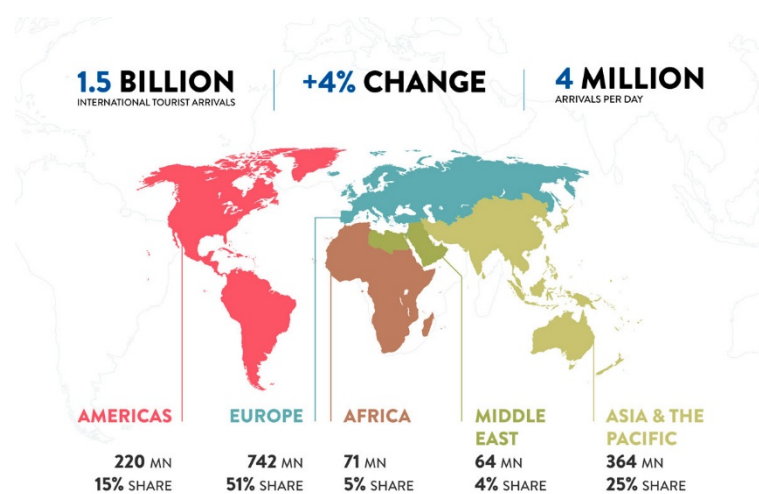 1.5 BILLION
INTERNATIONAL TOURIST ARRIVALS
+4% CHANGE
4 MILLION
ARRIVALS PER DAY
AMERICAS
220 MN
15% SHARE
EUROPE
742 MN
51% SHARE
AFRICA
71 MN
5% SHARE
MIDDLE
EAST
64 MN
4% SHARE
ASIA & THE
PACIFIC
364 MN
25% SHARE